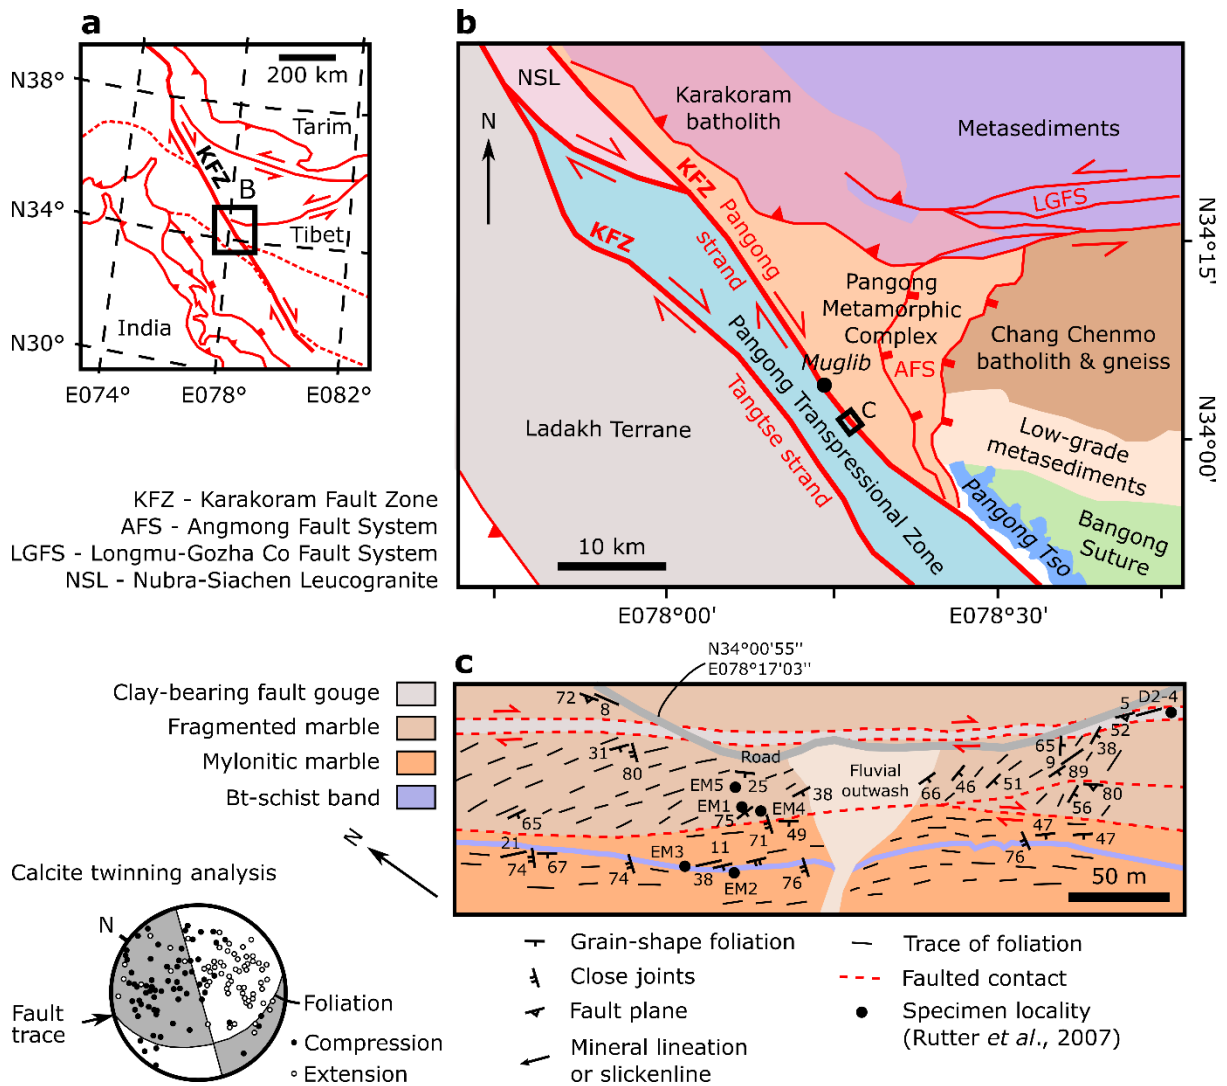 a
N38°
N34°
N30°
E074°
E078°
E082°
200 km
Tarim
KFZ
B
Tibet
India
KFZ - Karakoram Fault Zone
AFS - Angmong Fault System
LGFS - Longmu-Gozha Co Fault System
NSL - Nubra-Siachen Leucogranite
b
NSL
N
Karakoram
batholith
Metasediments
LGFS
KFZ
Pangong
strand
KFZ
Pangong
Metamorphic
Complex
Chang Chenmo
batholith & gneiss
AFS
Muglib
C
Pangong Transpressional Zone
Tangtse strand
Ladakh Terrane
Low-grade
metasediments
Pangong Tso
Bangong
Suture
10 km
N34°15'
N34°00'
E078°00'
E078°30'
c
N34°00'55"
E078°17'03"
Clay-bearing fault gouge
Fragmented marble
Mylonitic marble
Bt-schist band
N
72
8
5
D2-4
52
38
65
9
89
80
56
31
80
Road
Fluvial
outwash
EM5
25
38
66
46
51
EM1
EM4
75
65
71
49
47
47
21
74
67
74
EM3
11
38
EM2
76
76
50 m
Calcite twinning analysis
N
Fault
trace
Foliation
Compression
Extension
Grain-shape foliation
Close joints
Fault plane
Mineral lineation
or slickenline
Trace of foliation
Faulted contact
Specimen locality
(Rutter et al., 2007)